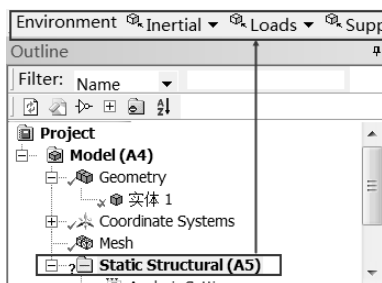 Environment Inertial Loads Supp
Outline
Filter: Name
Project
Model (A4)
Geometry
实体 1
Coordinate Systems
Mesh
Static Structural (A5)